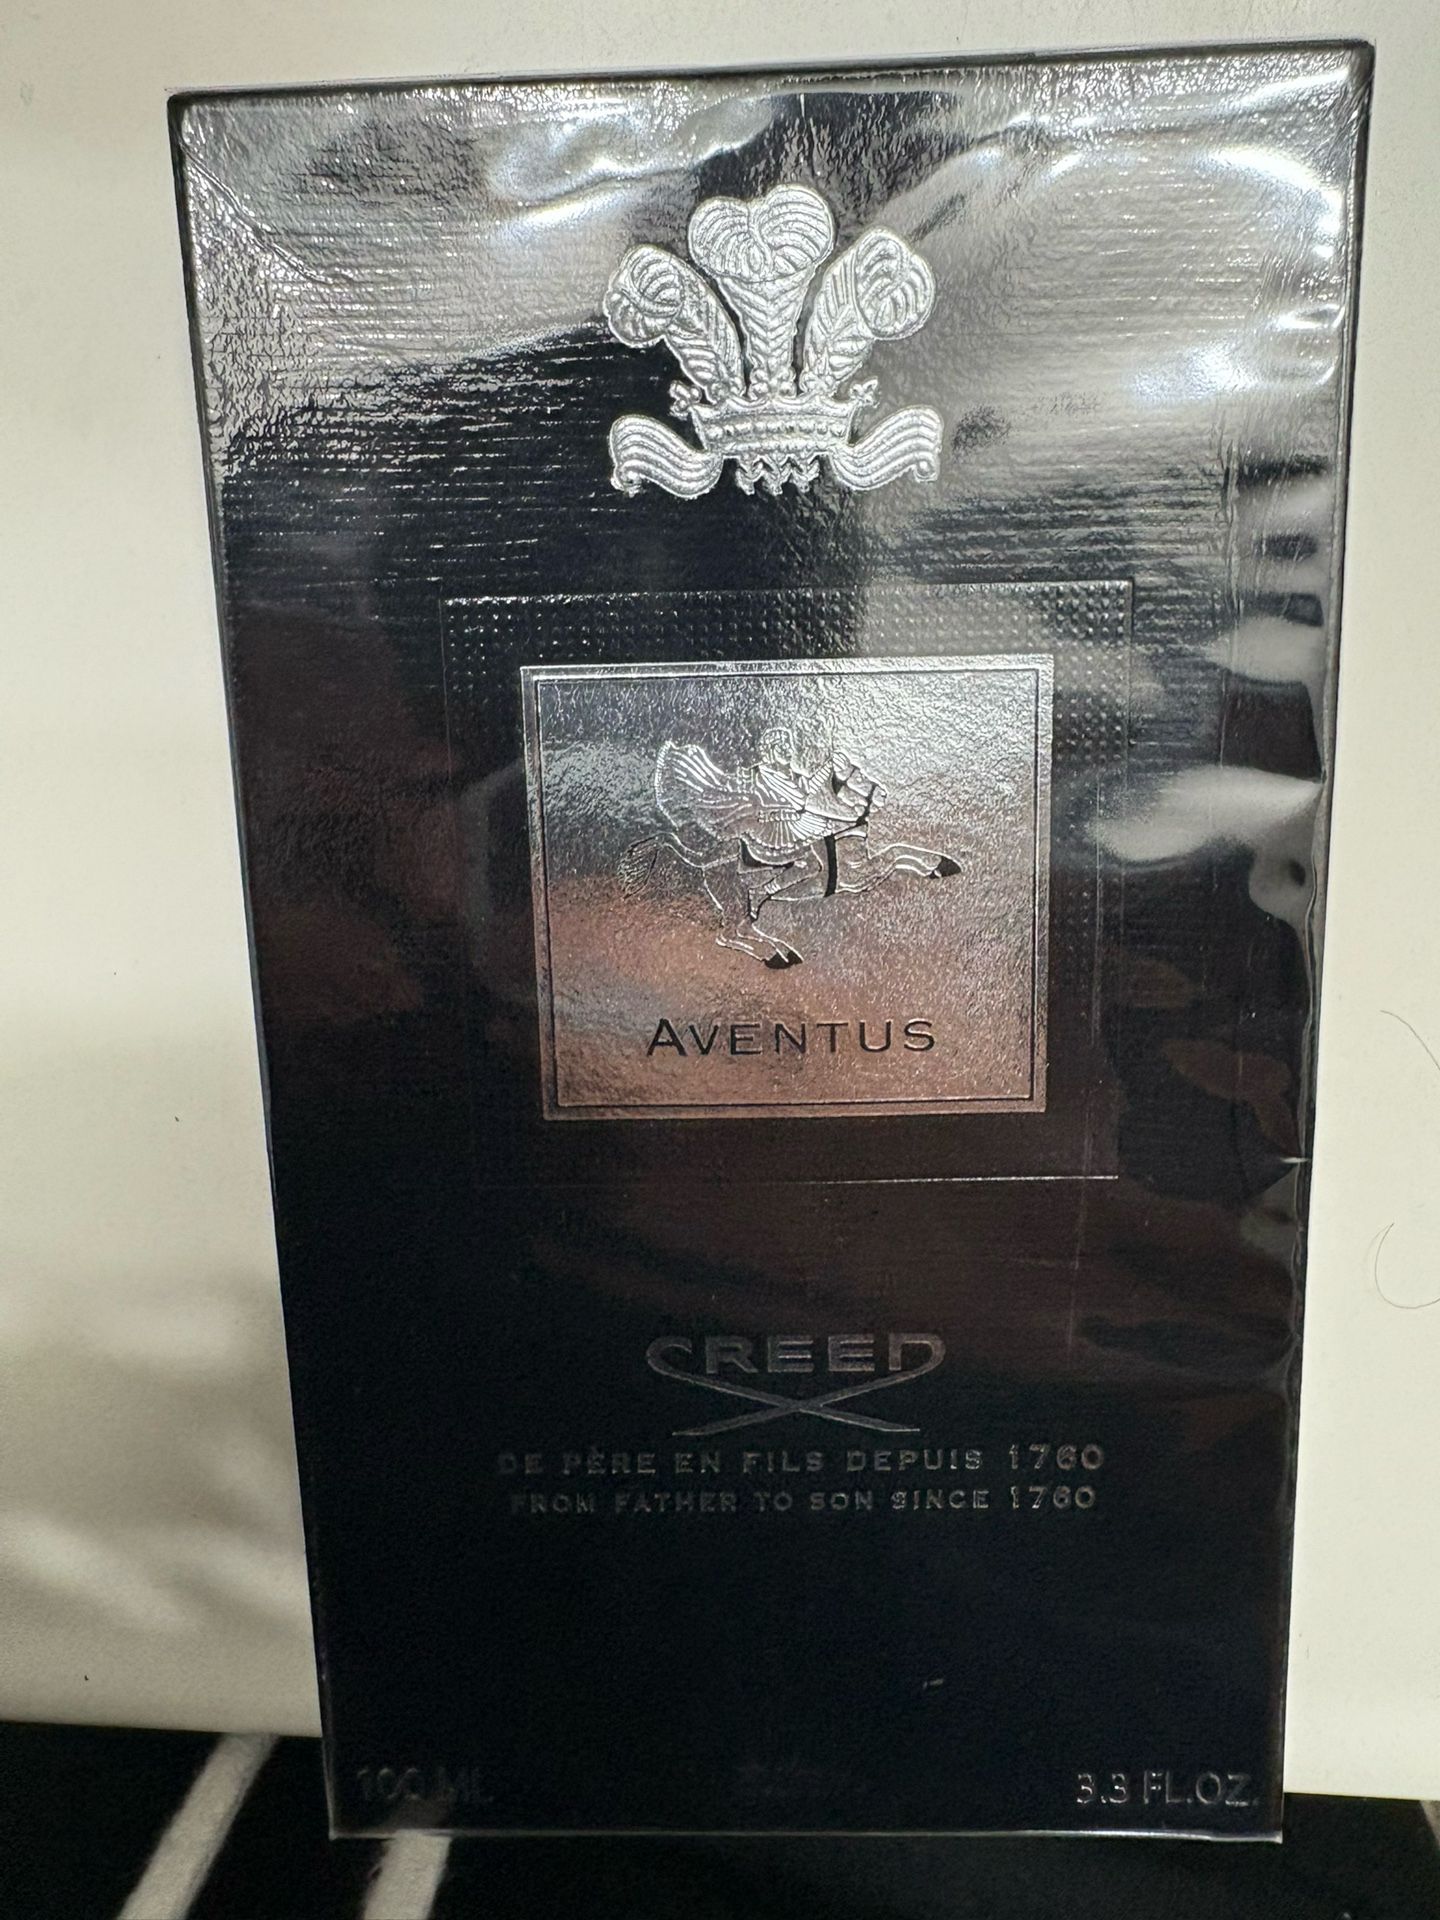 AVENTUS
CREED
DE PÈRE EN FILS DEPUIS 1760
FROM FATHER TO SON SINCE 1760
100 ML
3.3 FL.OZ.